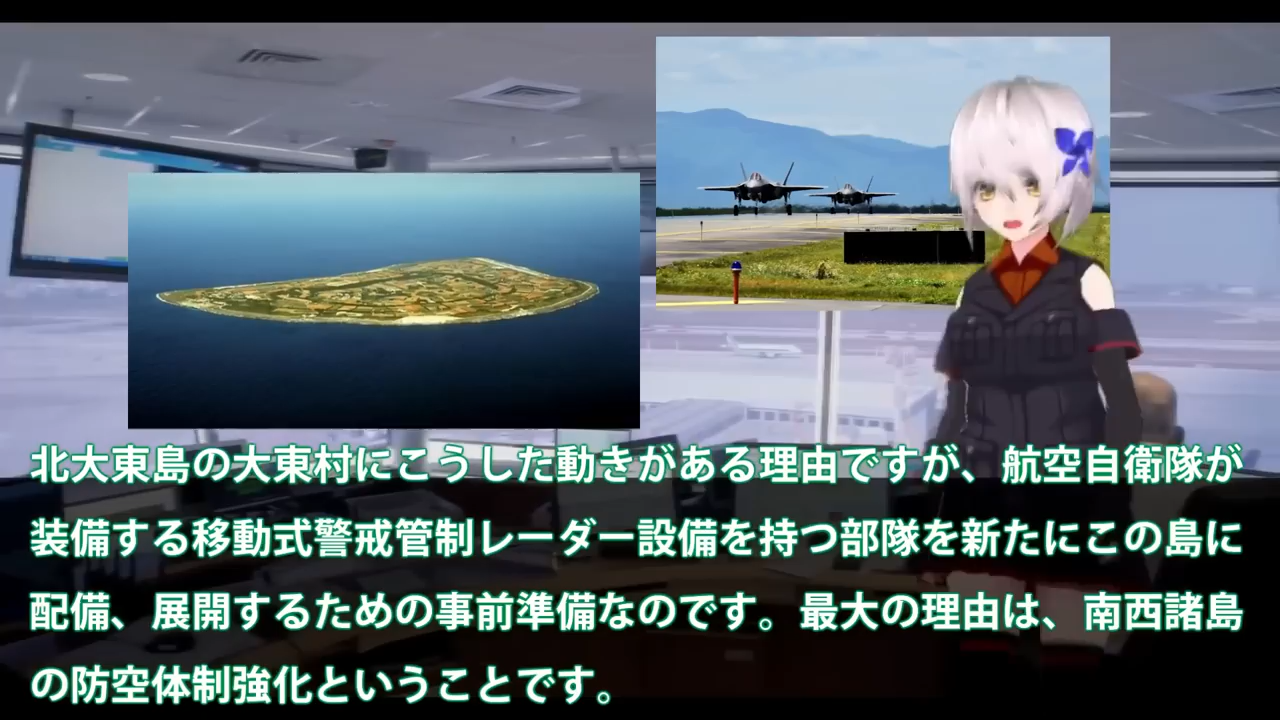 北大東島の大東村にこうした動きがある理由ですが、航空自衛隊が
装備する移動式警戒管制レーダー設備を持つ部隊を新たにこの島に
配備、展開するための事前準備なのです。最大の理由は、南西諸島
の防空体制強化ということです。